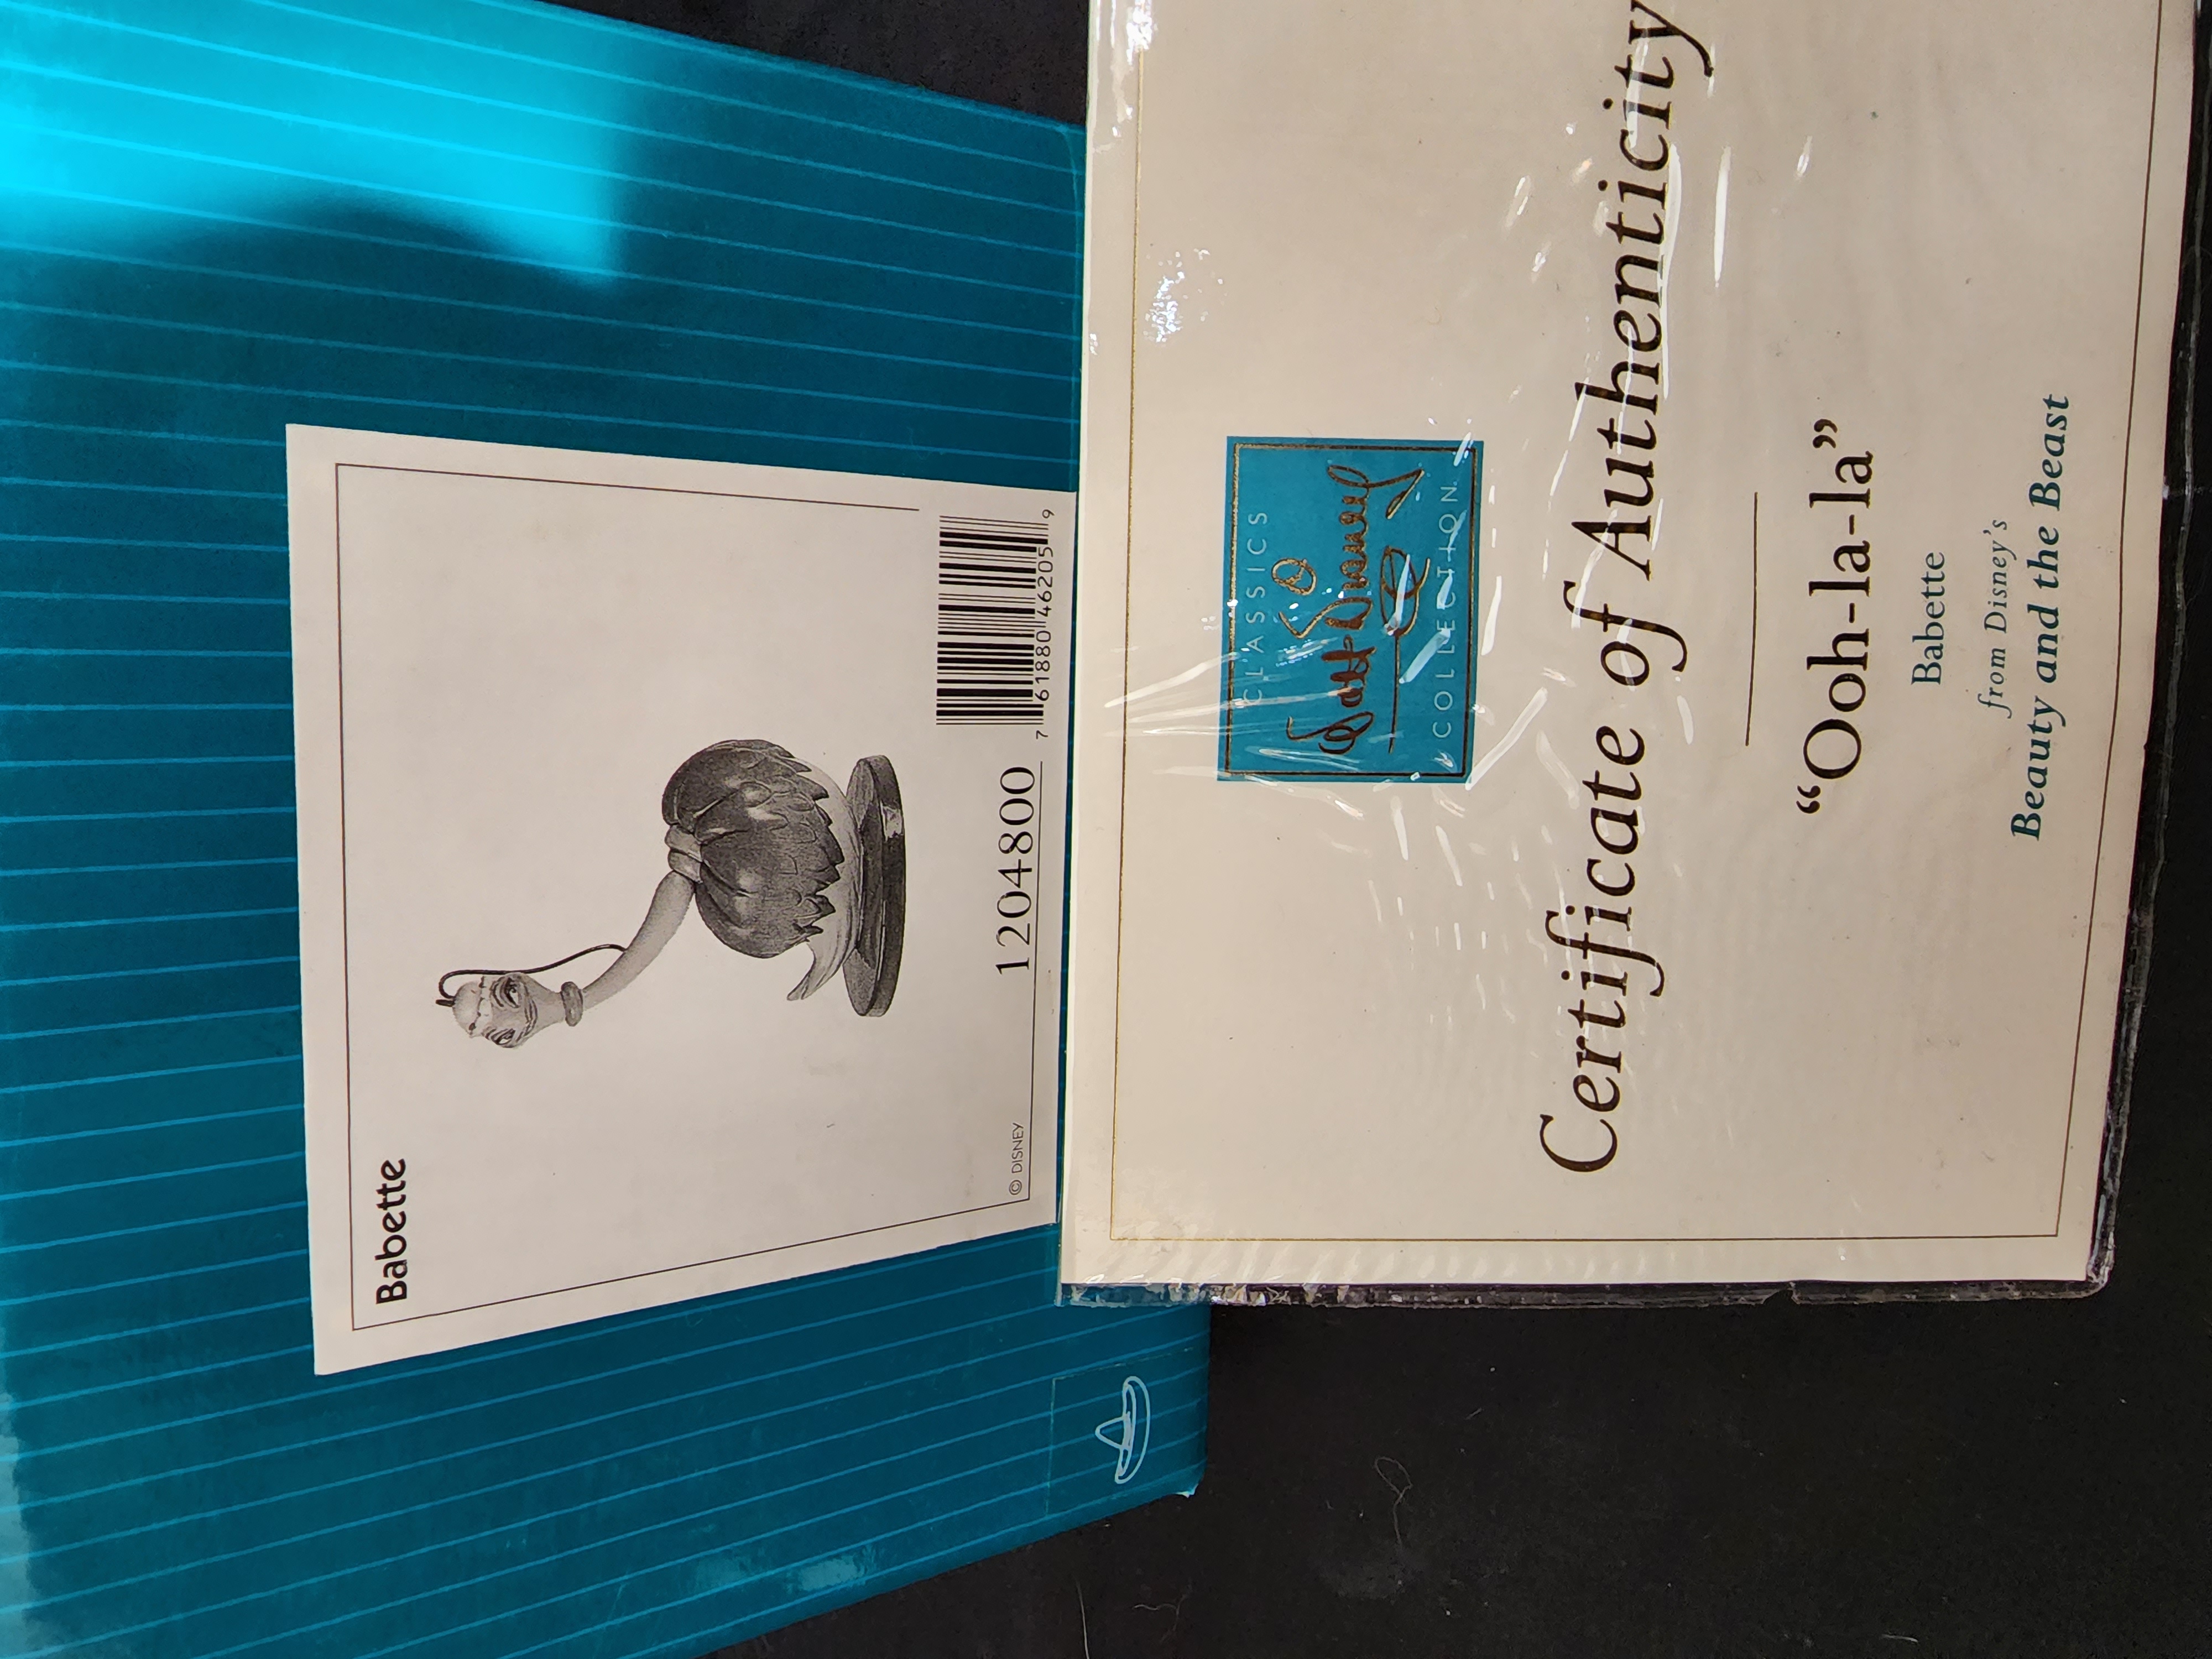 Babette
© DISNEY
1204800
7 61880 46205 9
CLASSICS
Walt Disney
COLLECTION
Certificate of Authenticity
“Ooh-la-la”
Babette
from Disney’s
Beauty and the Beast